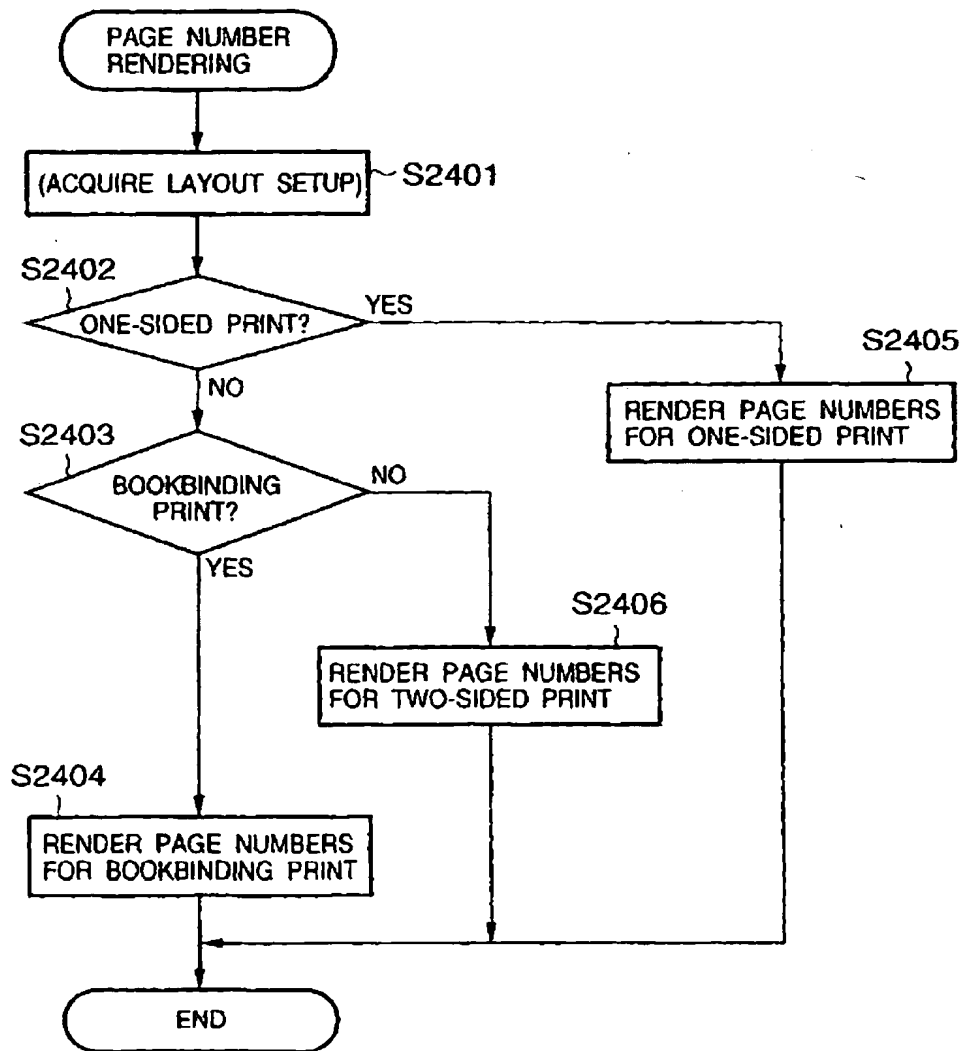 PAGE NUMBER
RENDERING
(ACQUIRE LAYOUT SETUP)
S2401
S2402
ONE-SIDED PRINT?
YES
NO
S2405
RENDER PAGE NUMBERS
FOR ONE-SIDED PRINT
S2403
BOOKBINDING
PRINT?
NO
YES
S2406
RENDER PAGE NUMBERS
FOR TWO-SIDED PRINT
S2404
RENDER PAGE NUMBERS
FOR BOOKBINDING PRINT
END